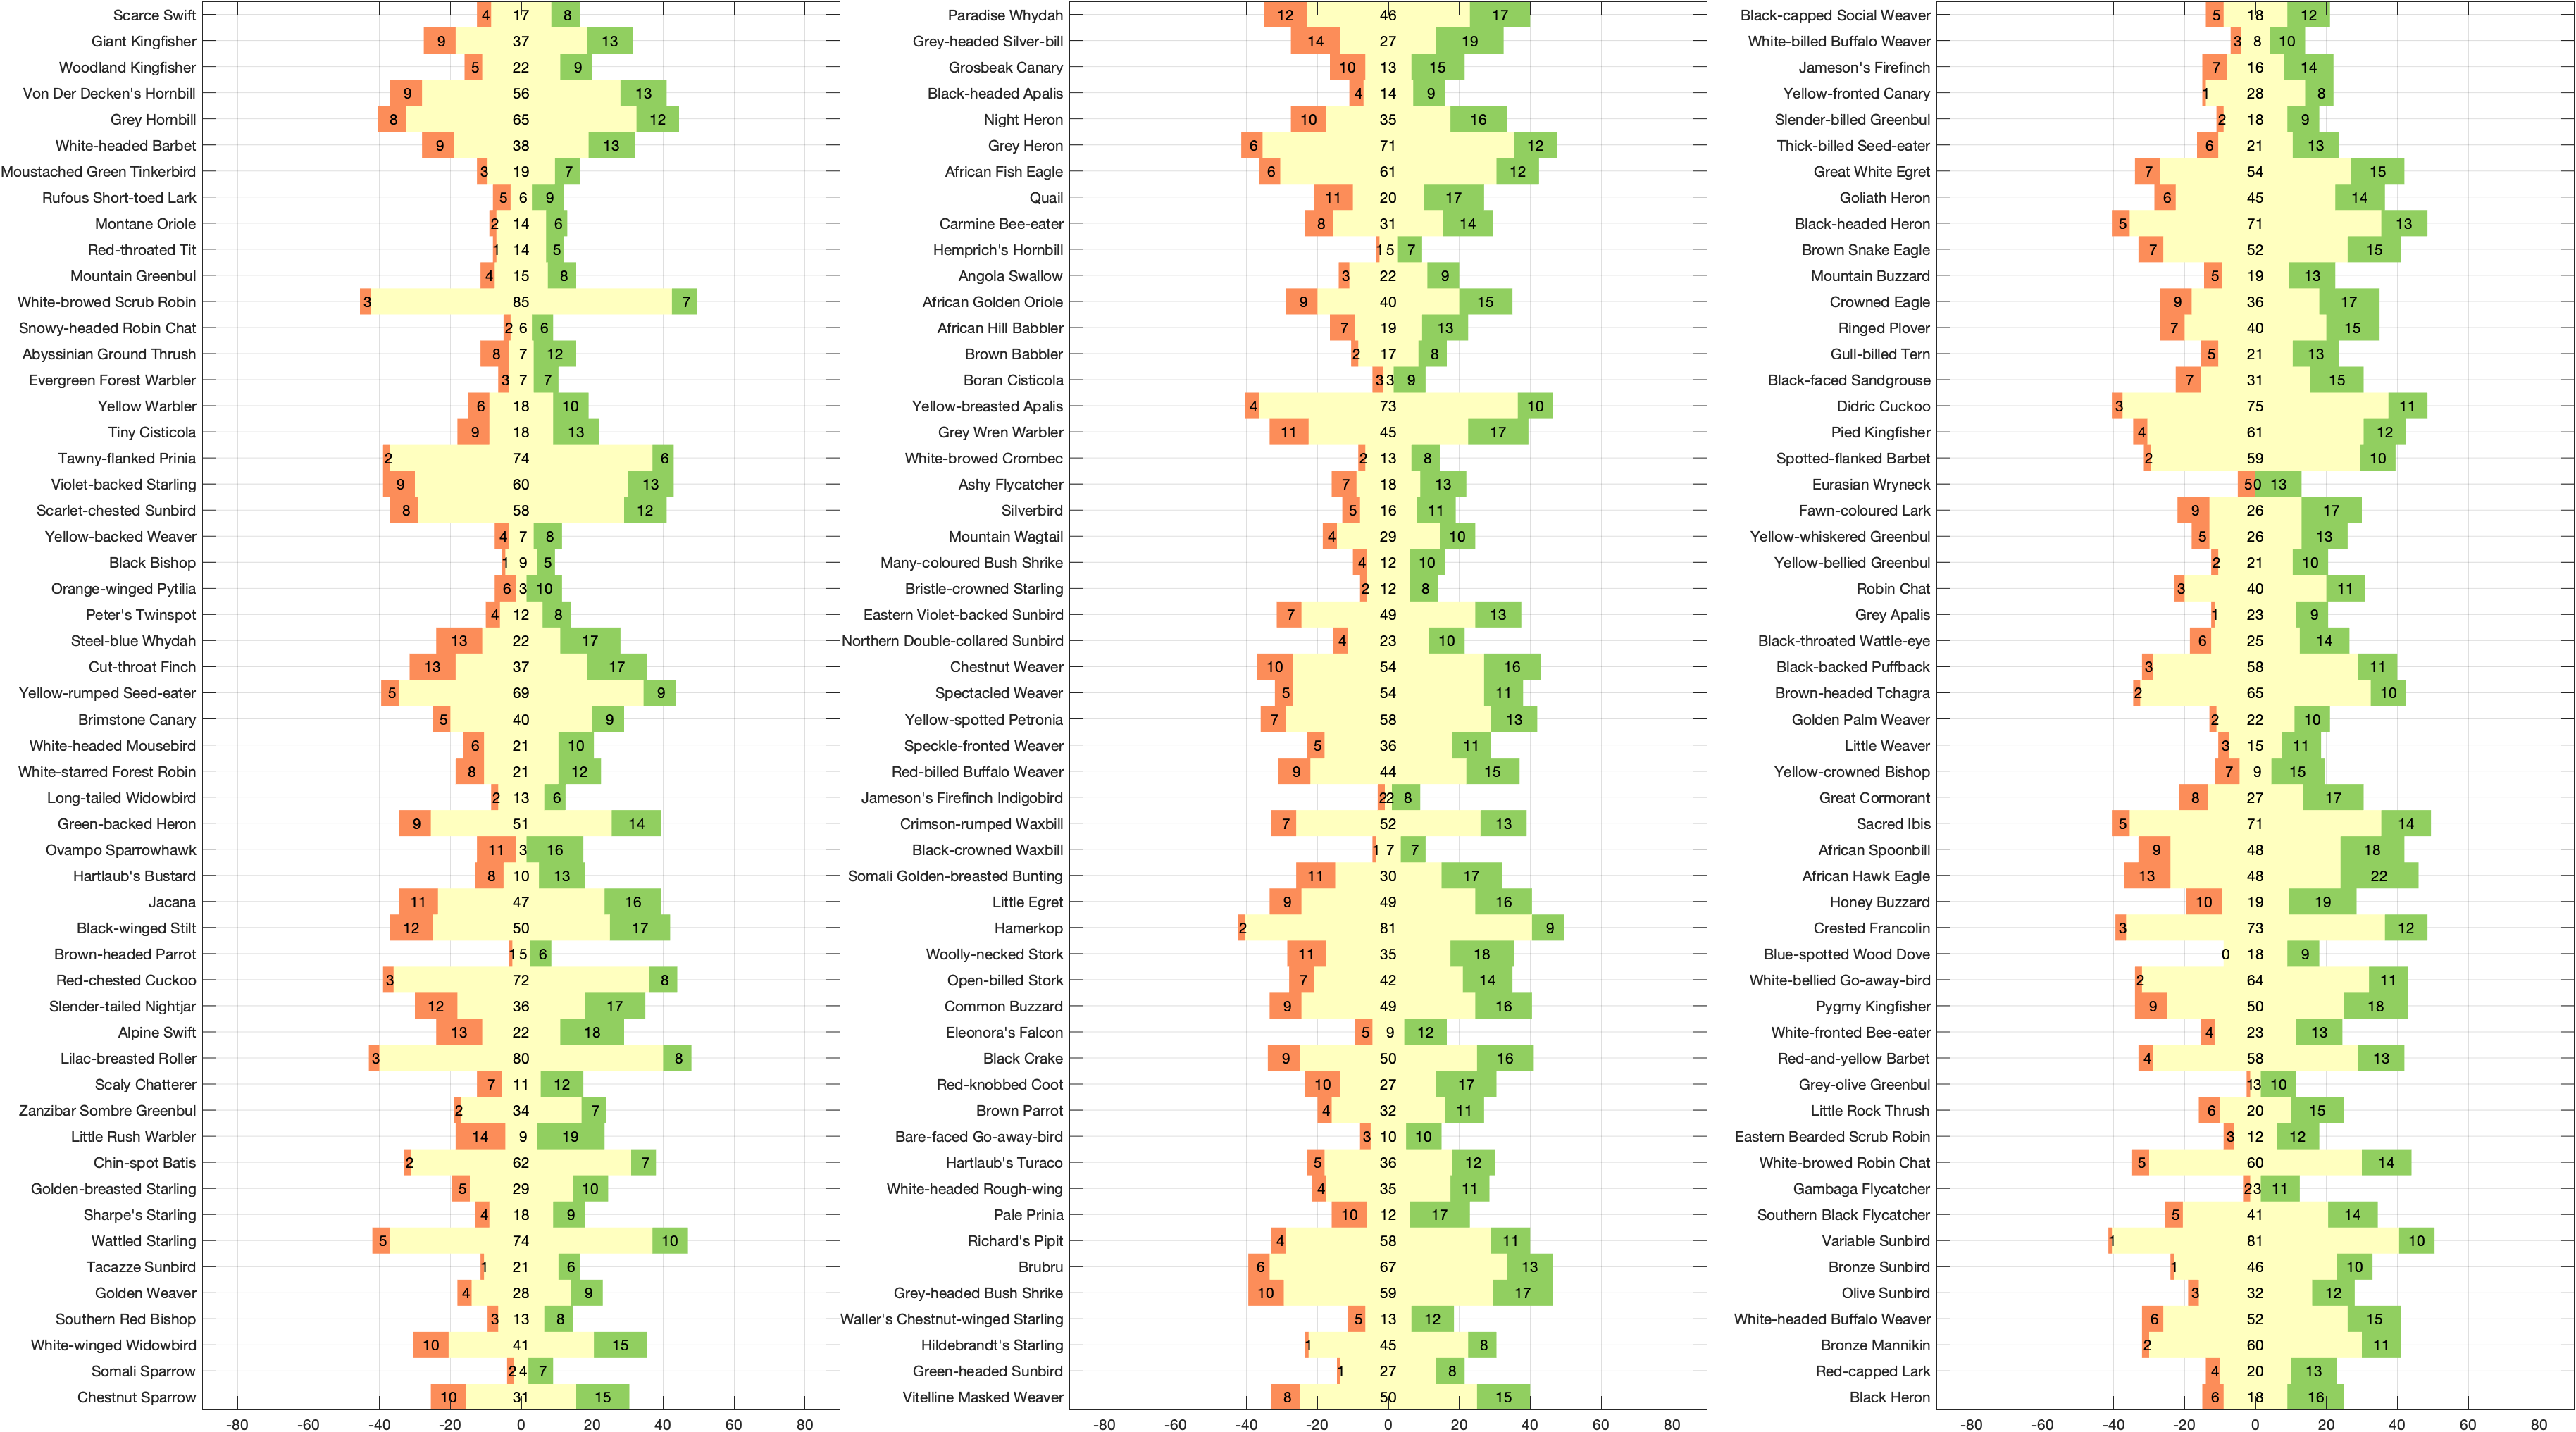 Scarce Swift 4 17 8
Giant Kingfisher 9 37 13
Woodland Kingfisher 5 22 9
Von Der Decken's Hornbill 9 56 13
Grey Hornbill 8 65 12
White-headed Barbet 9 38 13
Moustached Green Tinkerbird 3 19 7
Rufous Short-toed Lark 5 6 9
Montane Oriole 2 14 6
Red-throated Tit 1 14 5
Mountain Greenbul 4 15 8
White-browed Scrub Robin 3 85 7
Snowy-headed Robin Chat 2 6 6
Abyssinian Ground Thrush 8 7 12
Evergreen Forest Warbler 3 7 7
Yellow Warbler 6 18 10
Tiny Cisticola 9 18 13
Tawny-flanked Prinia 2 74 6
Violet-backed Starling 9 60 13
Scarlet-chested Sunbird 8 58 12
Yellow-backed Weaver 4 7 8
Black Bishop 1 9 5
Orange-winged Pytilia 6 3 10
Peter's Twinspot 4 12 8
Steel-blue Whydah 13 22 17
Cut-throat Finch 13 37 17
Yellow-rumped Seed-eater 5 69 9
Brimstone Canary 5 40 9
White-headed Mousebird 6 21 10
White-starred Forest Robin 8 21 12
Long-tailed Widowbird 2 13 6
Green-backed Heron 9 51 14
Ovampo Sparrowhawk 11 3 16
Hartlaub's Bustard 8 10 13
Jacana 11 47 16
Black-winged Stilt 12 50 17
Brown-headed Parrot 1 5 6
Red-chested Cuckoo 3 72 8
Slender-tailed Nightjar 12 36 17
Alpine Swift 13 22 18
Lilac-breasted Roller 3 80 8
Scaly Chatterer 7 11 12
Zanzibar Sombre Greenbul 2 34 7
Little Rush Warbler 14 9 19
Chin-spot Batis 2 62 7
Golden-breasted Starling 5 29 10
Sharpe's Starling 4 18 9
Wattled Starling 5 74 10
Tacazze Sunbird 1 21 6
Golden Weaver 4 28 9
Southern Red Bishop 3 13 8
White-winged Widowbird 10 41 15
Somali Sparrow 2 4 7
Chestnut Sparrow 10 31 15
-80 -60 -40 -20 0 20 40 60 80
Paradise Whydah 12 46 17
Grey-headed Silver-bill 14 27 19
Grosbeak Canary 10 13 15
Black-headed Apalis 4 14 9
Night Heron 10 35 16
Grey Heron 6 71 12
African Fish Eagle 6 61 12
Quail 11 20 17
Carmine Bee-eater 8 31 14
Hemprich's Hornbill 1 5 7
Angola Swallow 3 22 9
African Golden Oriole 9 40 15
African Hill Babbler 7 19 13
Brown Babbler 2 17 8
Boran Cisticola 3 3 9
Yellow-breasted Apalis 4 73 10
Grey Wren Warbler 11 45 17
White-browed Crombec 2 13 8
Ashy Flycatcher 7 18 13
Silverbird 5 16 11
Mountain Wagtail 4 29 10
Many-coloured Bush Shrike 4 12 10
Bristle-crowned Starling 2 12 8
Eastern Violet-backed Sunbird 7 49 13
Northern Double-collared Sunbird 4 23 10
Chestnut Weaver 10 54 16
Spectacled Weaver 5 54 11
Yellow-spotted Petronia 7 58 13
Speckle-fronted Weaver 5 36 11
Red-billed Buffalo Weaver 9 44 15
Jameson's Firefinch Indigobird 2 2 8
Crimson-rumped Waxbill 7 52 13
Black-crowned Waxbill 1 7 7
Somali Golden-breasted Bunting 11 30 17
Little Egret 9 49 16
Hamerkop 2 81 9
Woolly-necked Stork 11 35 18
Open-billed Stork 7 42 14
Common Buzzard 9 49 16
Eleonora's Falcon 5 9 12
Black Crake 9 50 16
Red-knobbed Coot 10 27 17
Brown Parrot 4 32 11
Bare-faced Go-away-bird 3 10 10
Hartlaub's Turaco 5 36 12
White-headed Rough-wing 4 35 11
Pale Prinia 10 12 17
Richard's Pipit 4 58 11
Brubru 6 67 13
Grey-headed Bush Shrike 10 59 17
Waller's Chestnut-winged Starling 5 13 12
Hildebrandt's Starling 1 45 8
Green-headed Sunbird 1 27 8
Vitelline Masked Weaver 8 50 15
-80 -60 -40 -20 0 20 40 60 80
Black-capped Social Weaver 5 18 12
White-billed Buffalo Weaver 3 8 10
Jameson's Firefinch 7 16 14
Yellow-fronted Canary 1 28 8
Slender-billed Greenbul 2 18 9
Thick-billed Seed-eater 6 21 13
Great White Egret 7 54 15
Goliath Heron 6 45 14
Black-headed Heron 5 71 13
Brown Snake Eagle 7 52 15
Mountain Buzzard 5 19 13
Crowned Eagle 9 36 17
Ringed Plover 7 40 15
Gull-billed Tern 5 21 13
Black-faced Sandgrouse 7 31 15
Didric Cuckoo 3 75 11
Pied Kingfisher 4 61 12
Spotted-flanked Barbet 2 59 10
Eurasian Wryneck 5 0 13
Fawn-coloured Lark 9 26 17
Yellow-whiskered Greenbul 5 26 13
Yellow-bellied Greenbul 2 21 10
Robin Chat 3 40 11
Grey Apalis 1 23 9
Black-throated Wattle-eye 6 25 14
Black-backed Puffback 3 58 11
Brown-headed Tchagra 2 65 10
Golden Palm Weaver 2 22 10
Little Weaver 3 15 11
Yellow-crowned Bishop 7 9 15
Great Cormorant 8 27 17
Sacred Ibis 5 71 14
African Spoonbill 9 48 18
African Hawk Eagle 13 48 22
Honey Buzzard 10 19 19
Crested Francolin 3 73 12
Blue-spotted Wood Dove 0 18 9
White-bellied Go-away-bird 2 64 11
Pygmy Kingfisher 9 50 18
White-fronted Bee-eater 4 23 13
Red-and-yellow Barbet 4 58 13
Grey-olive Greenbul 1 3 10
Little Rock Thrush 6 20 15
Eastern Bearded Scrub Robin 3 12 12
White-browed Robin Chat 5 60 14
Gambaga Flycatcher 2 3 11
Southern Black Flycatcher 5 41 14
Variable Sunbird 1 81 10
Bronze Sunbird 1 46 10
Olive Sunbird 3 32 12
White-headed Buffalo Weaver 6 52 15
Bronze Mannikin 2 60 11
Red-capped Lark 4 20 13
Black Heron 6 18 16
-80 -60 -40 -20 0 20 40 60 80